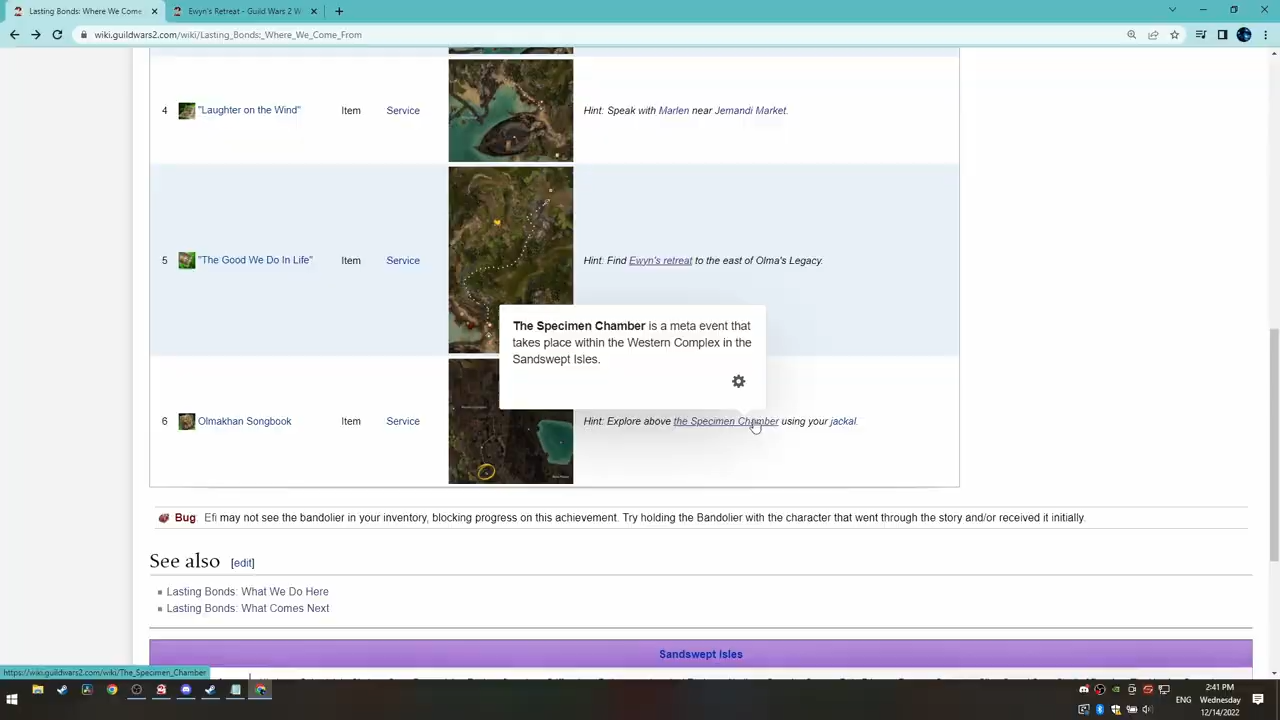 Lasting Bonds: Where We Come
Ewyn's Retreat - Guild Wars 2 W
wiki.guildwars2.com/wiki/Lasting_Bonds:_Where_We_Come_From
4 "Laughter on the Wind" Item Service Hint: Speak with Marlen near Jemandi Market.
5 "The Good We Do In Life" Item Service Hint: Find Ewyn's retreat to the east of Olma's Legacy.
The Specimen Chamber is a meta event that
takes place within the Western Complex in the
Sandswept Isles.
6 Olmakhan Songbook Item Service Hint: Explore above the Specimen Chamber using your jackal.
Bug Efi may not see the bandolier in your inventory, blocking progress on this achievement. Try holding the Bandolier with the character that went through the story and/or received it initially.
See also [edit]
Lasting Bonds: What We Do Here
Lasting Bonds: What Comes Next
Sandswept Isles
https://wiki.guildwars2.com/wiki/The_Specimen_Chamber
2:41 PM
ENG Wednesday
12/14/2022